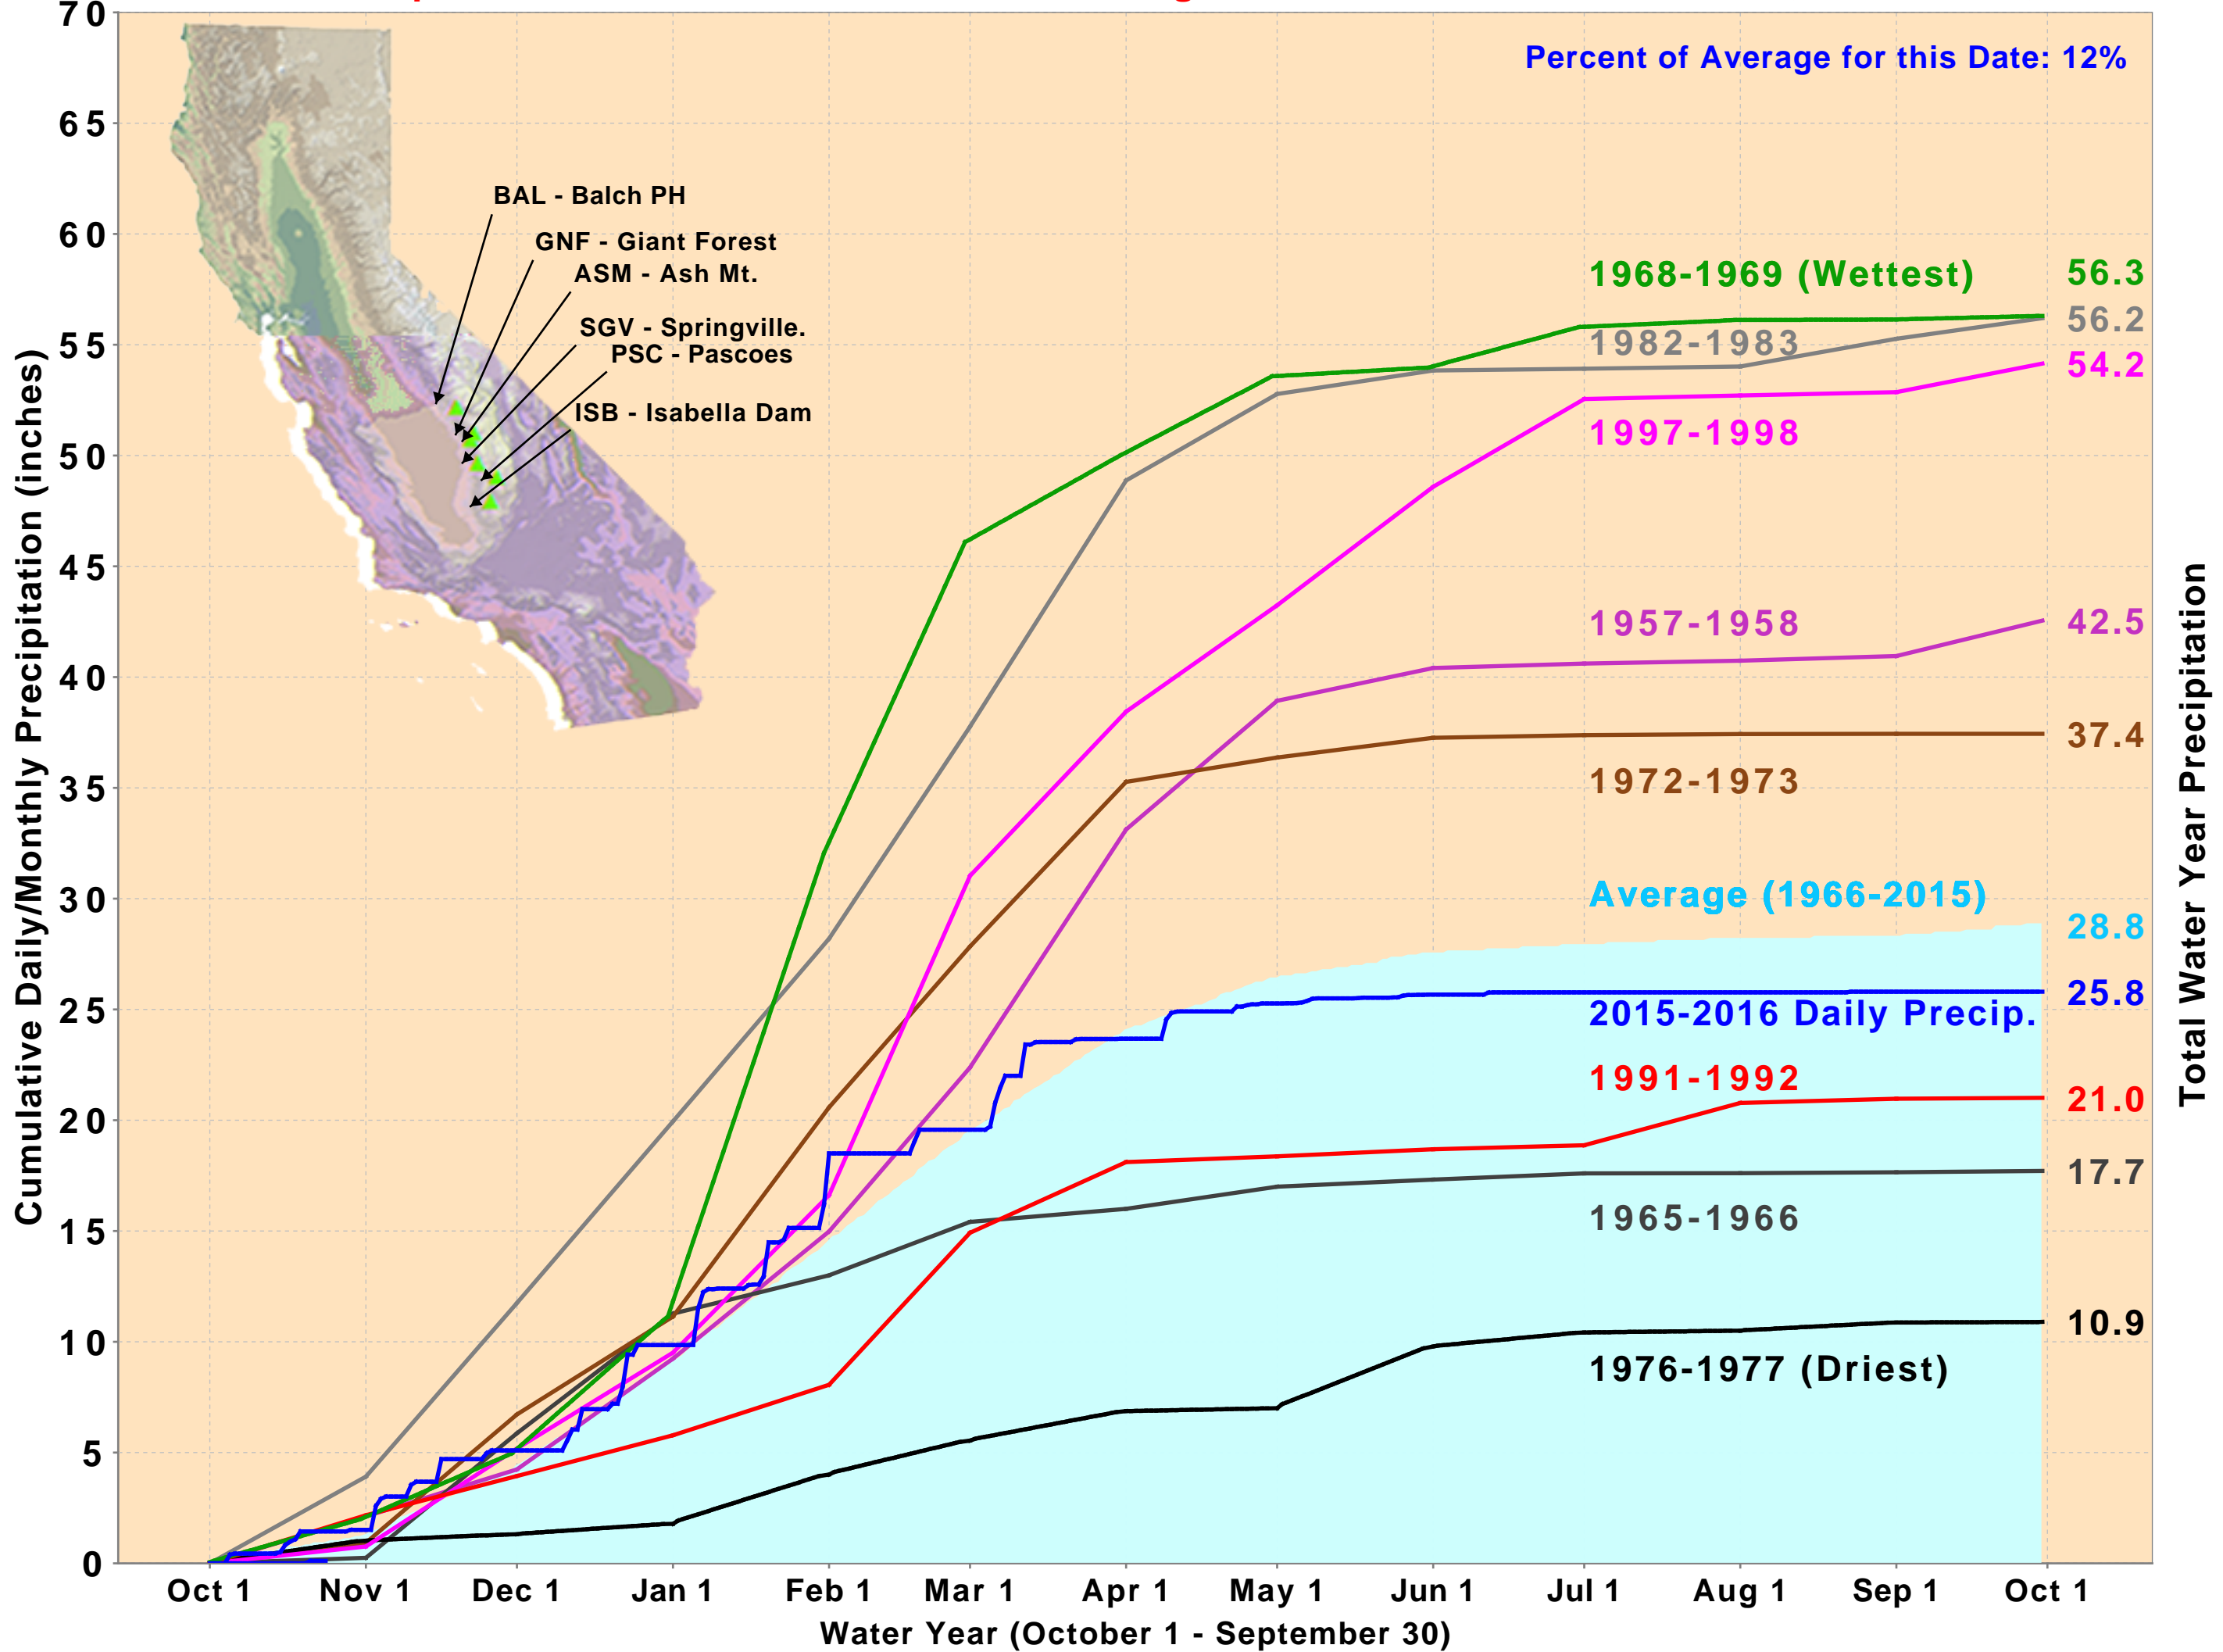 Percent of Average for this Date: 12%
70
65
60
55
50
45
40
35
30
25
20
15
10
5
0
Cumulative Daily/Monthly Precipitation (inches)
BAL - Balch PH
GNF - Giant Forest
ASM - Ash Mt.
SGV - Springville.
PSC - Pascoes
ISB - Isabella Dam
1968-1969 (Wettest)
56.3
1982-1983
56.2
1997-1998
54.2
1957-1958
42.5
1972-1973
37.4
Average (1966-2015)
28.8
2015-2016 Daily Precip.
25.8
1991-1992
21.0
1965-1966
17.7
1976-1977 (Driest)
10.9
Total Water Year Precipitation
Oct 1 Nov 1 Dec 1 Jan 1 Feb 1 Mar 1 Apr 1 May 1 Jun 1 Jul 1 Aug 1 Sep 1 Oct 1
Water Year (October 1 - September 30)